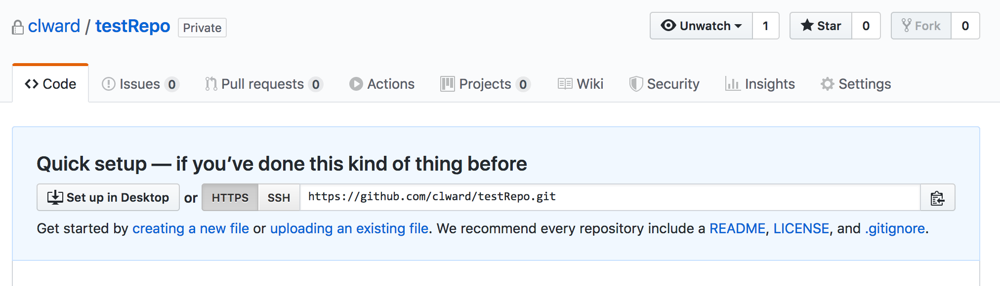 clward / testRepo Private Unwatch 1 Star 0 Fork 0
Code Issues 0 Pull requests 0 Actions Projects 0 Wiki Security Insights Settings
Quick setup — if you’ve done this kind of thing before
Set up in Desktop or HTTPS SSH https://github.com/clward/testRepo.git
Get started by creating a new file or uploading an existing file. We recommend every repository include a README, LICENSE, and .gitignore.